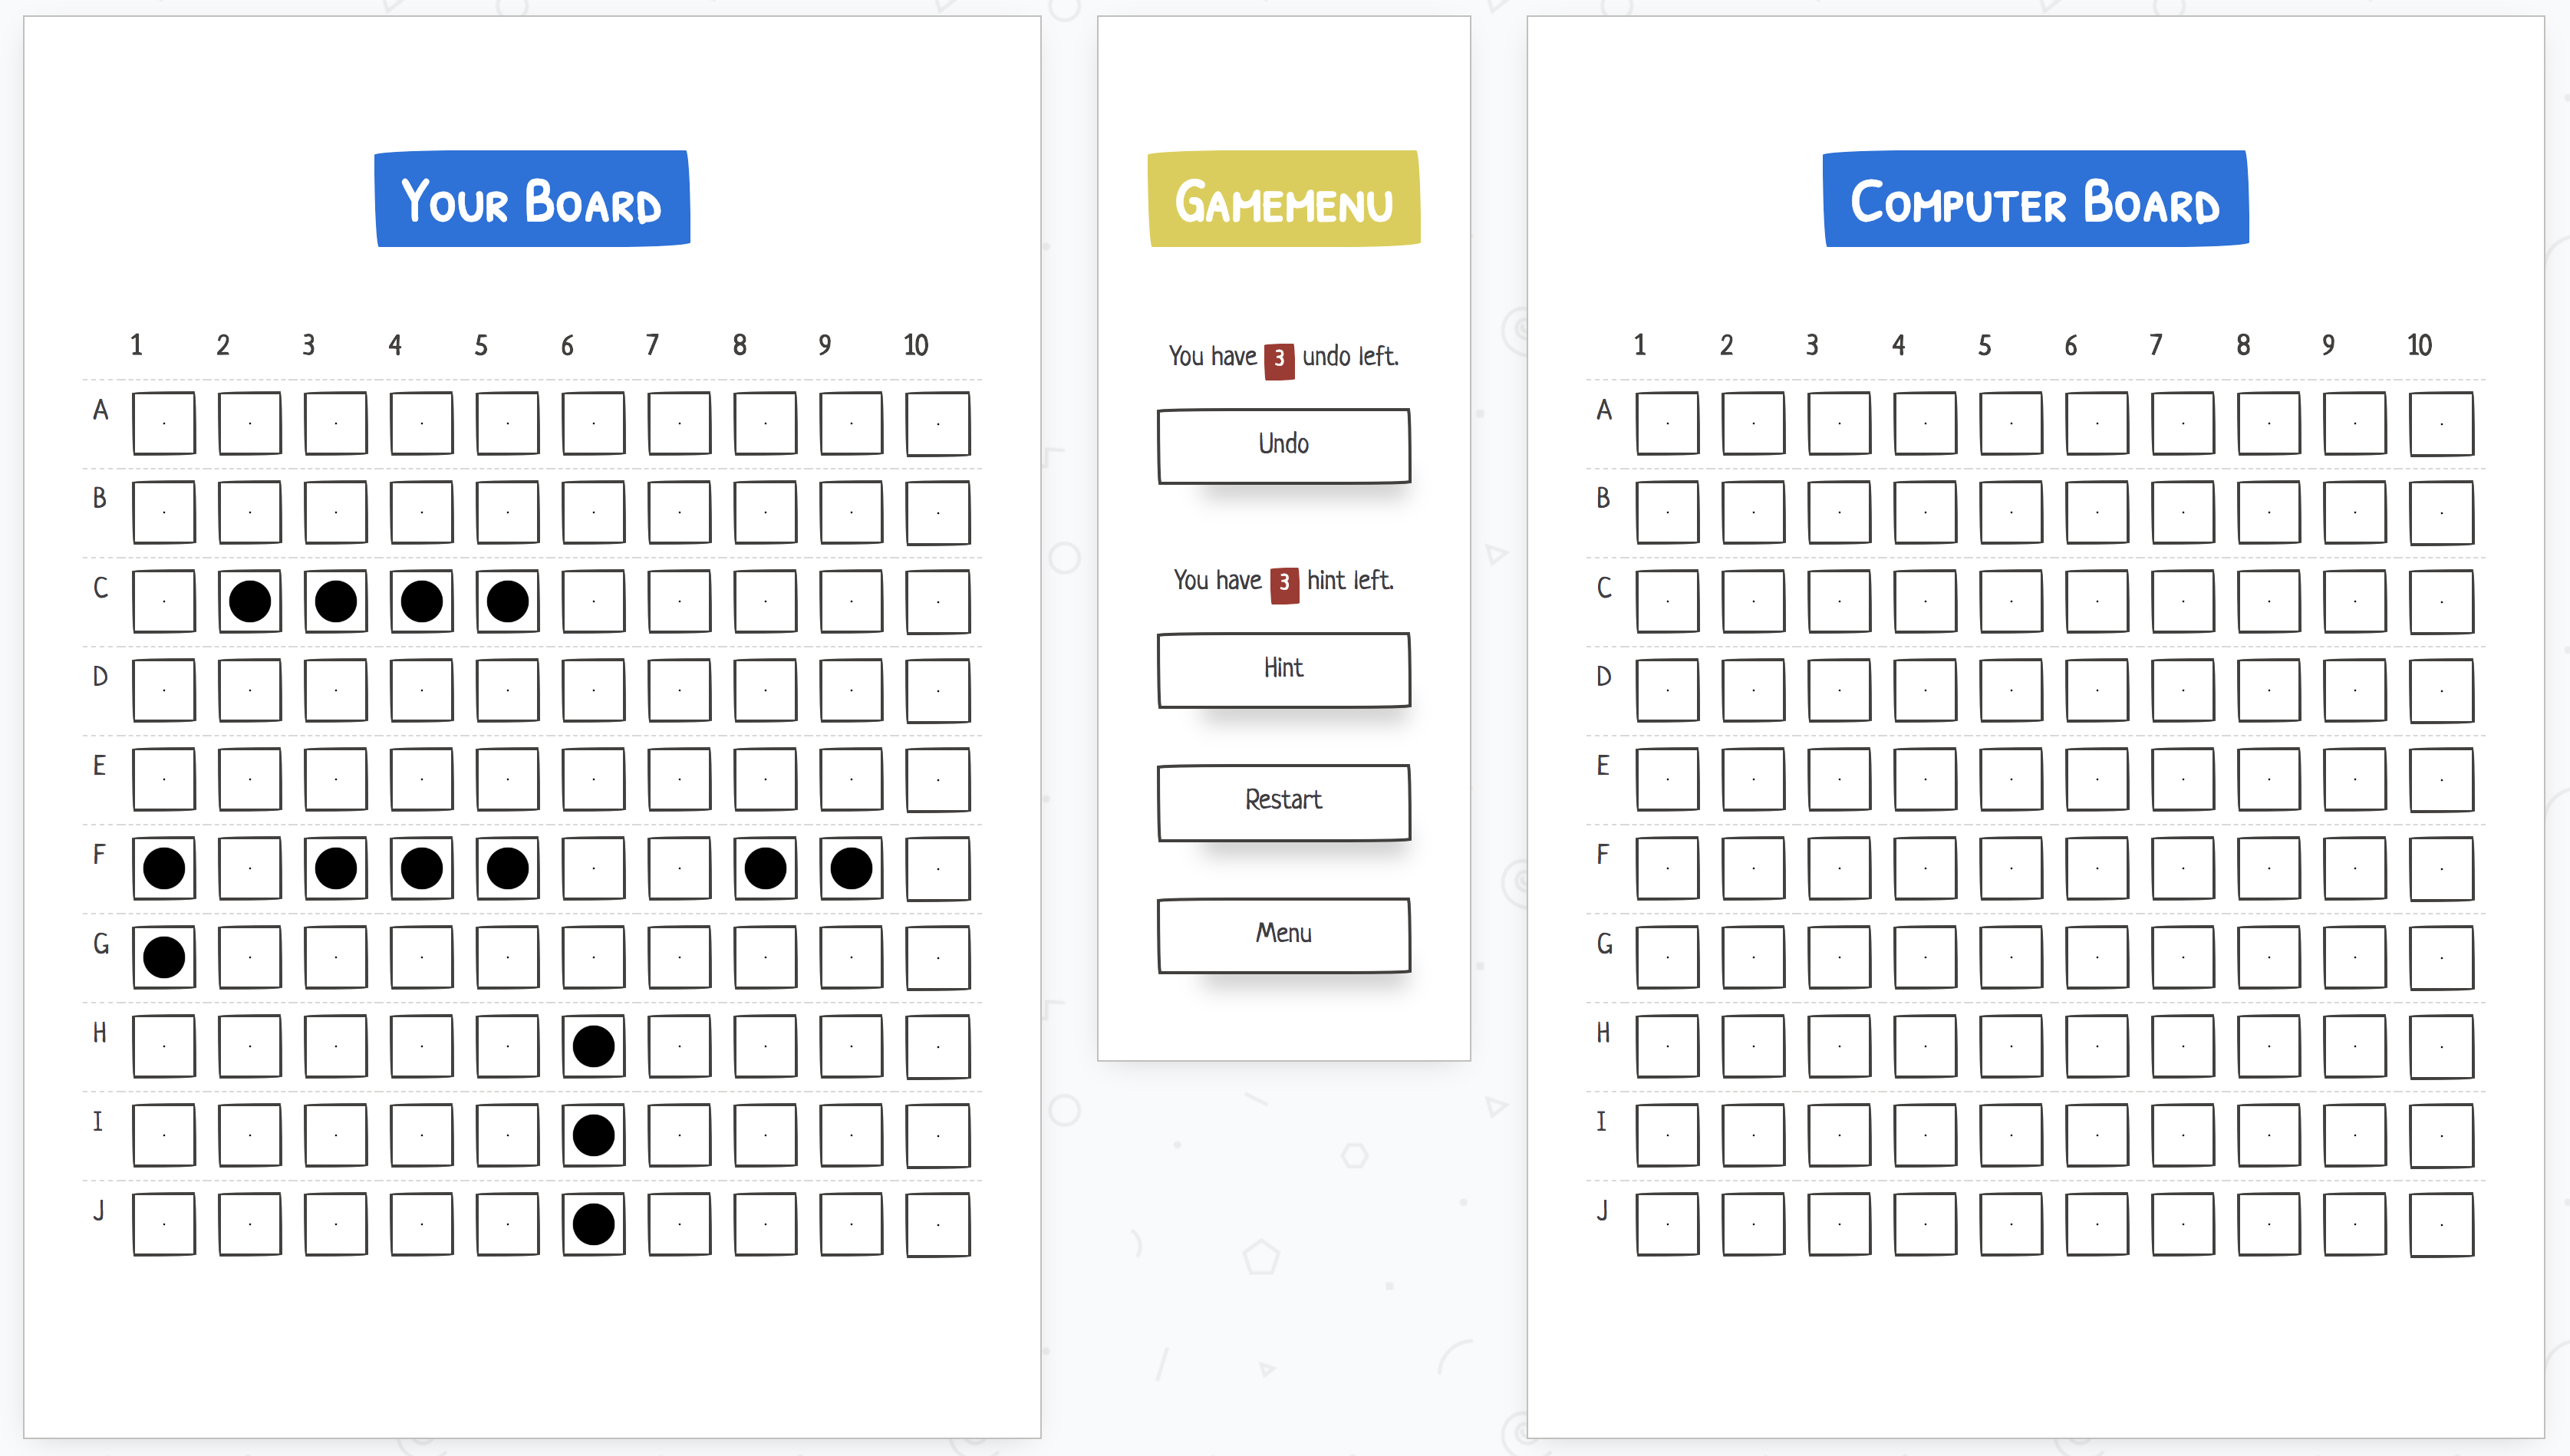 Your Board
1 2 3 4 5 6 7 8 9 10
A
B
C
D
E
F
G
H
I
J
Gamemenu
You have 3 undo left.
Undo
You have 3 hint left.
Hint
Restart
Menu
Computer Board
1 2 3 4 5 6 7 8 9 10
A
B
C
D
E
F
G
H
I
J